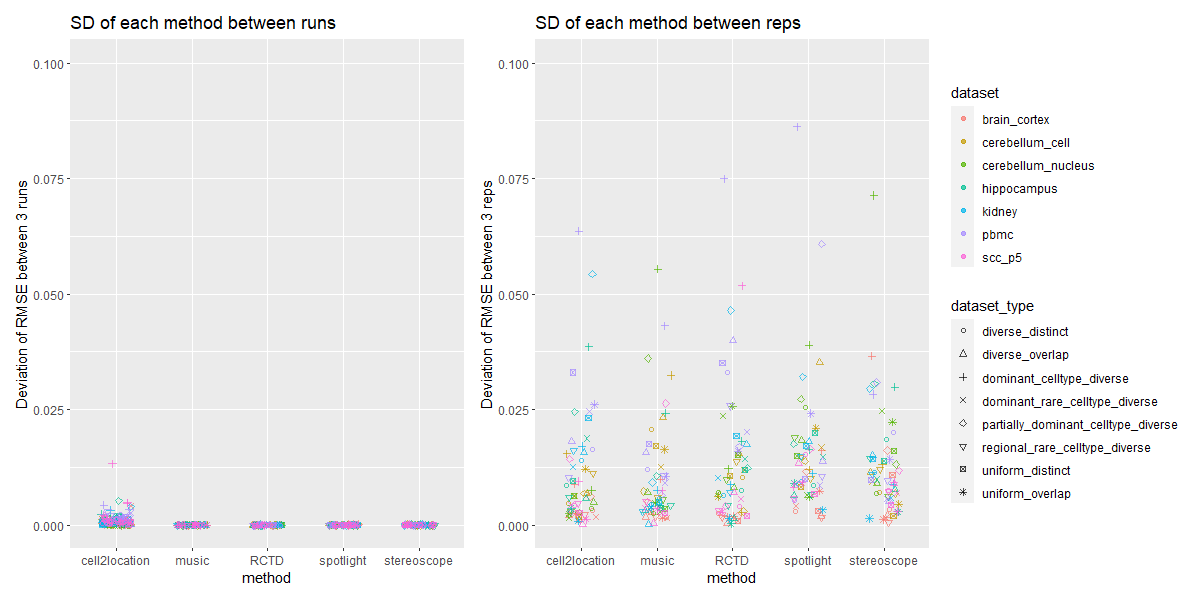 SD of each method between runs
Deviation of RMSE between 3 runs
0.100
0.075
0.050
0.025
0.000
cell2location music RCTD spotlight stereoscope
method
SD of each method between reps
Deviation of RMSE between 3 reps
0.100
0.075
0.050
0.025
0.000
cell2location music RCTD spotlight stereoscope
method
dataset
brain_cortex
cerebellum_cell
cerebellum_nucleus
hippocampus
kidney
pbmc
scc_p5
dataset_type
diverse_distinct
diverse_overlap
dominant_celltype_diverse
dominant_rare_celltype_diverse
partially_dominant_celltype_diverse
regional_rare_celltype_diverse
uniform_distinct
uniform_overlap